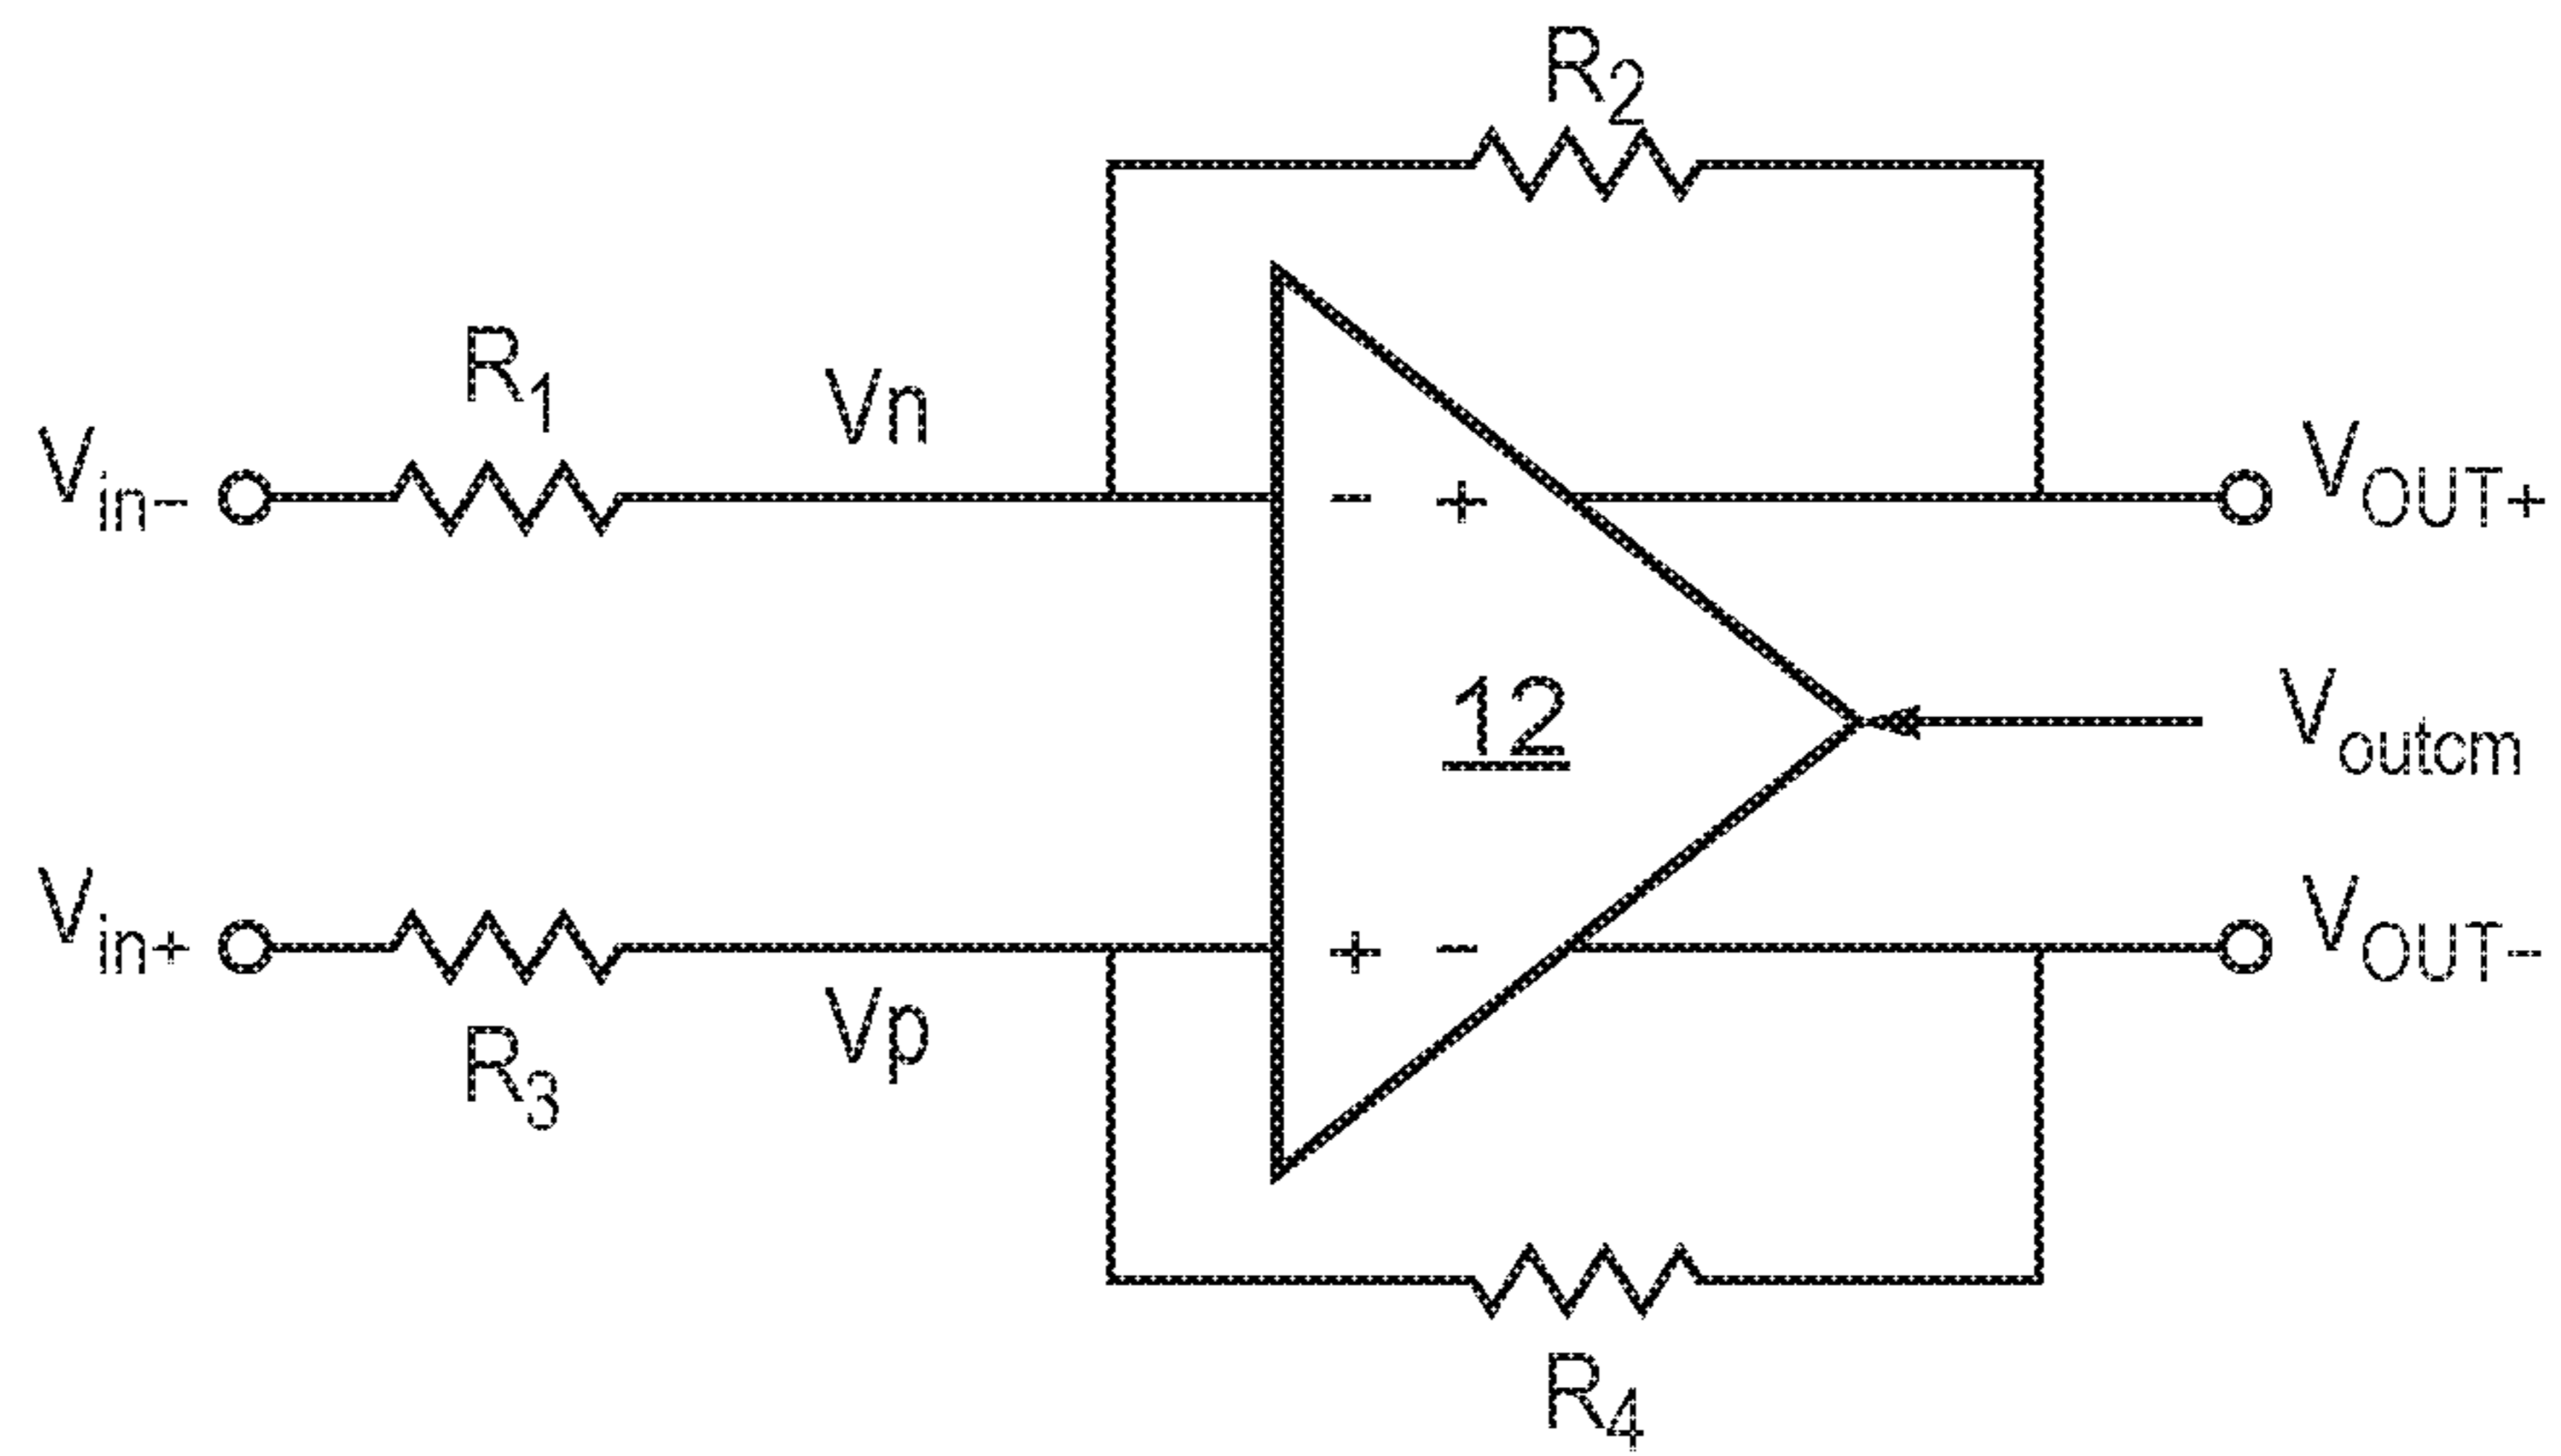 R2
R1
Vn
Vin-
- +
VOUT+
12
Voutcm
Vin+
+ -
VOUT-
R3
Vp
R4